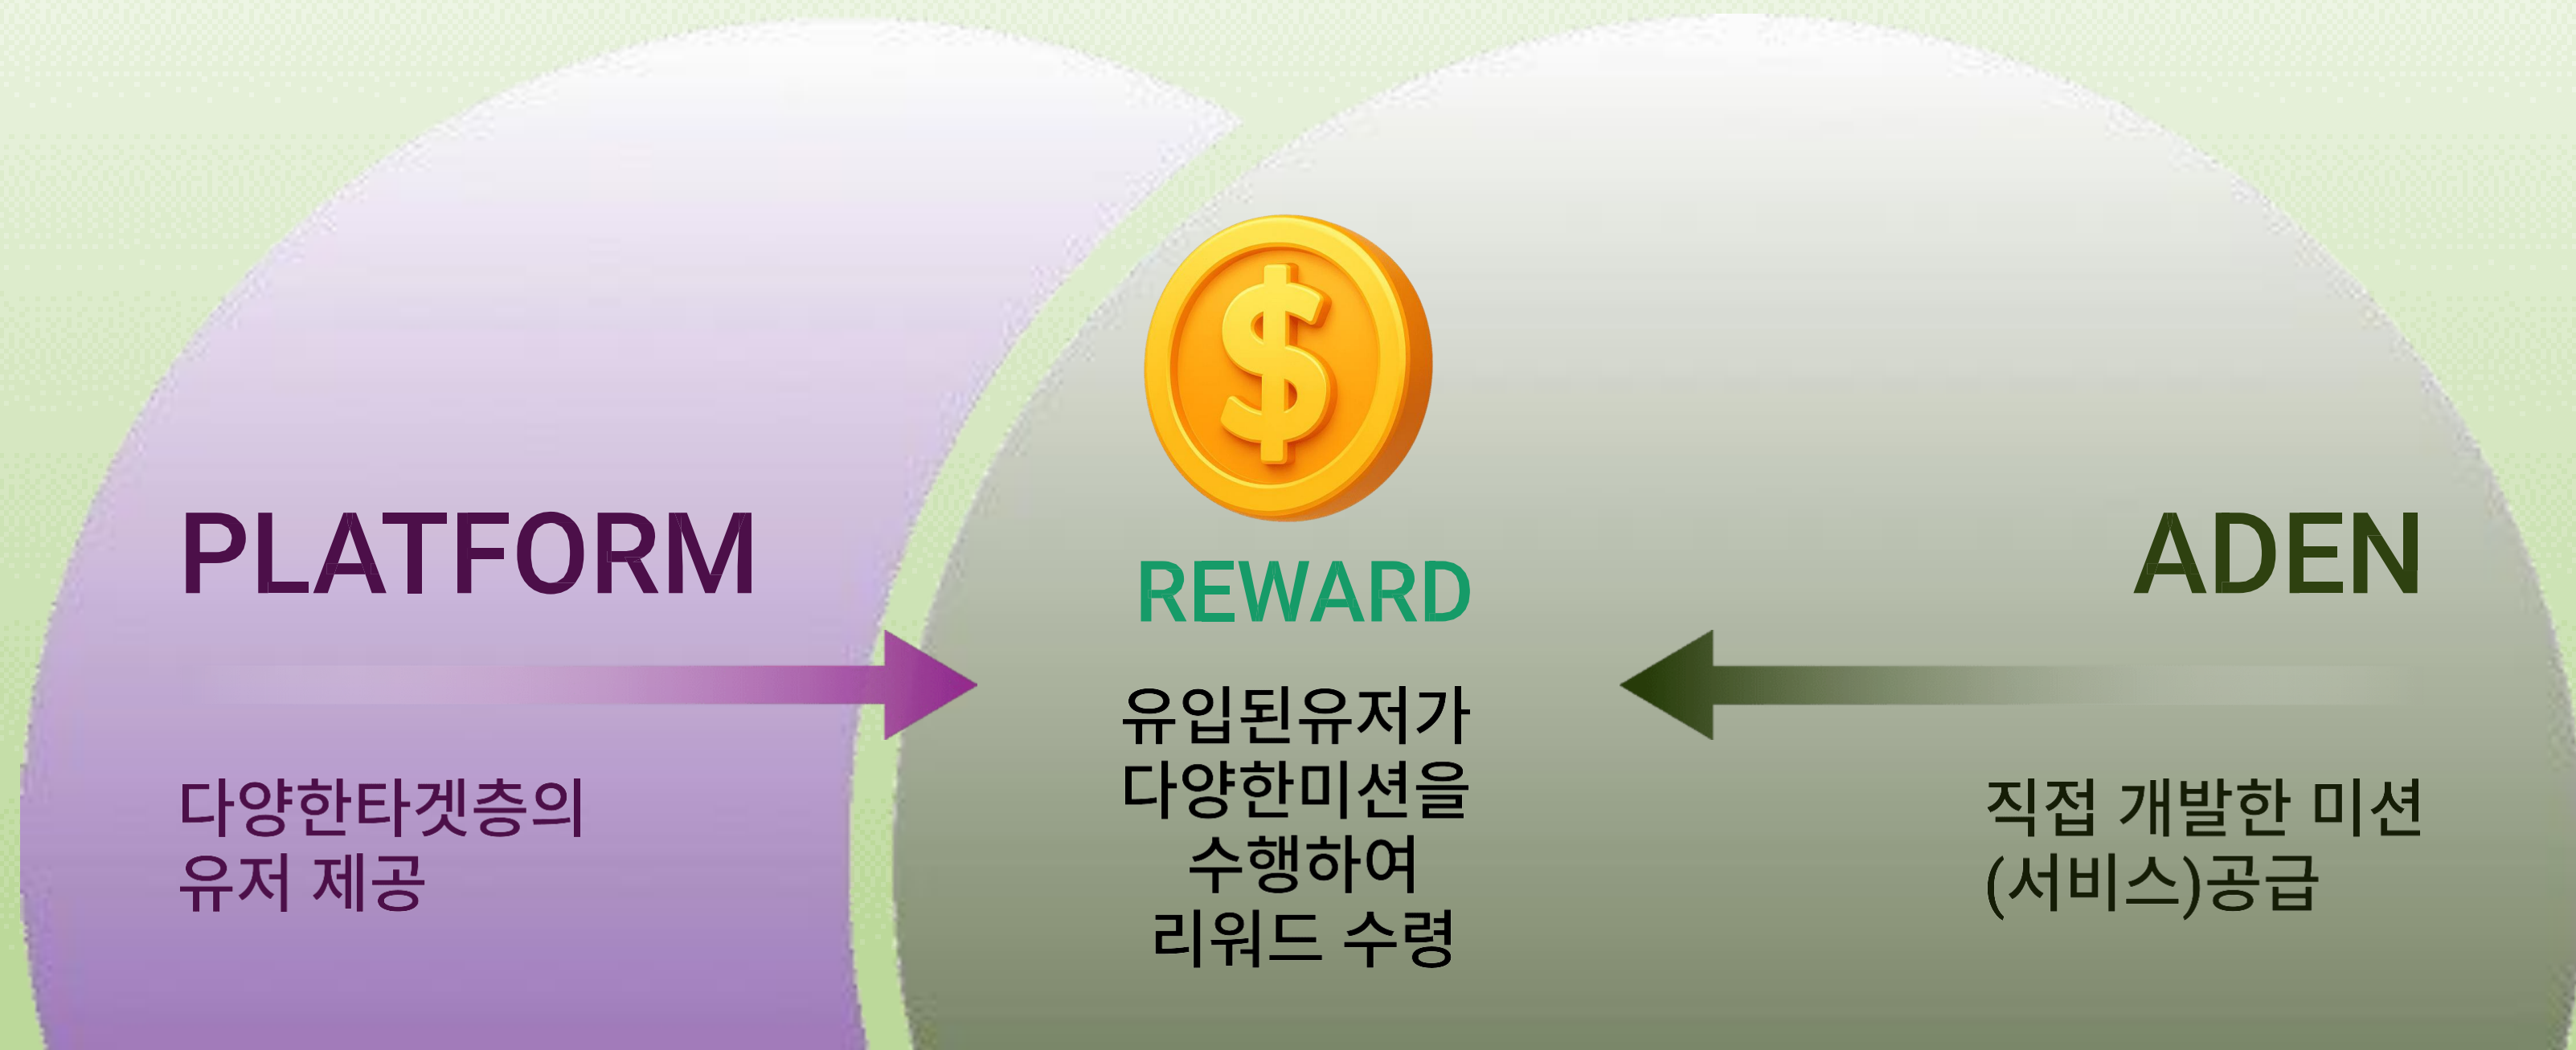 PLATFORM
다양한타겟층의
유저 제공
$
REWARD
유입된유저가
다양한미션을
수행하여
리워드 수령
ADEN
직접 개발한 미션
(서비스)공급